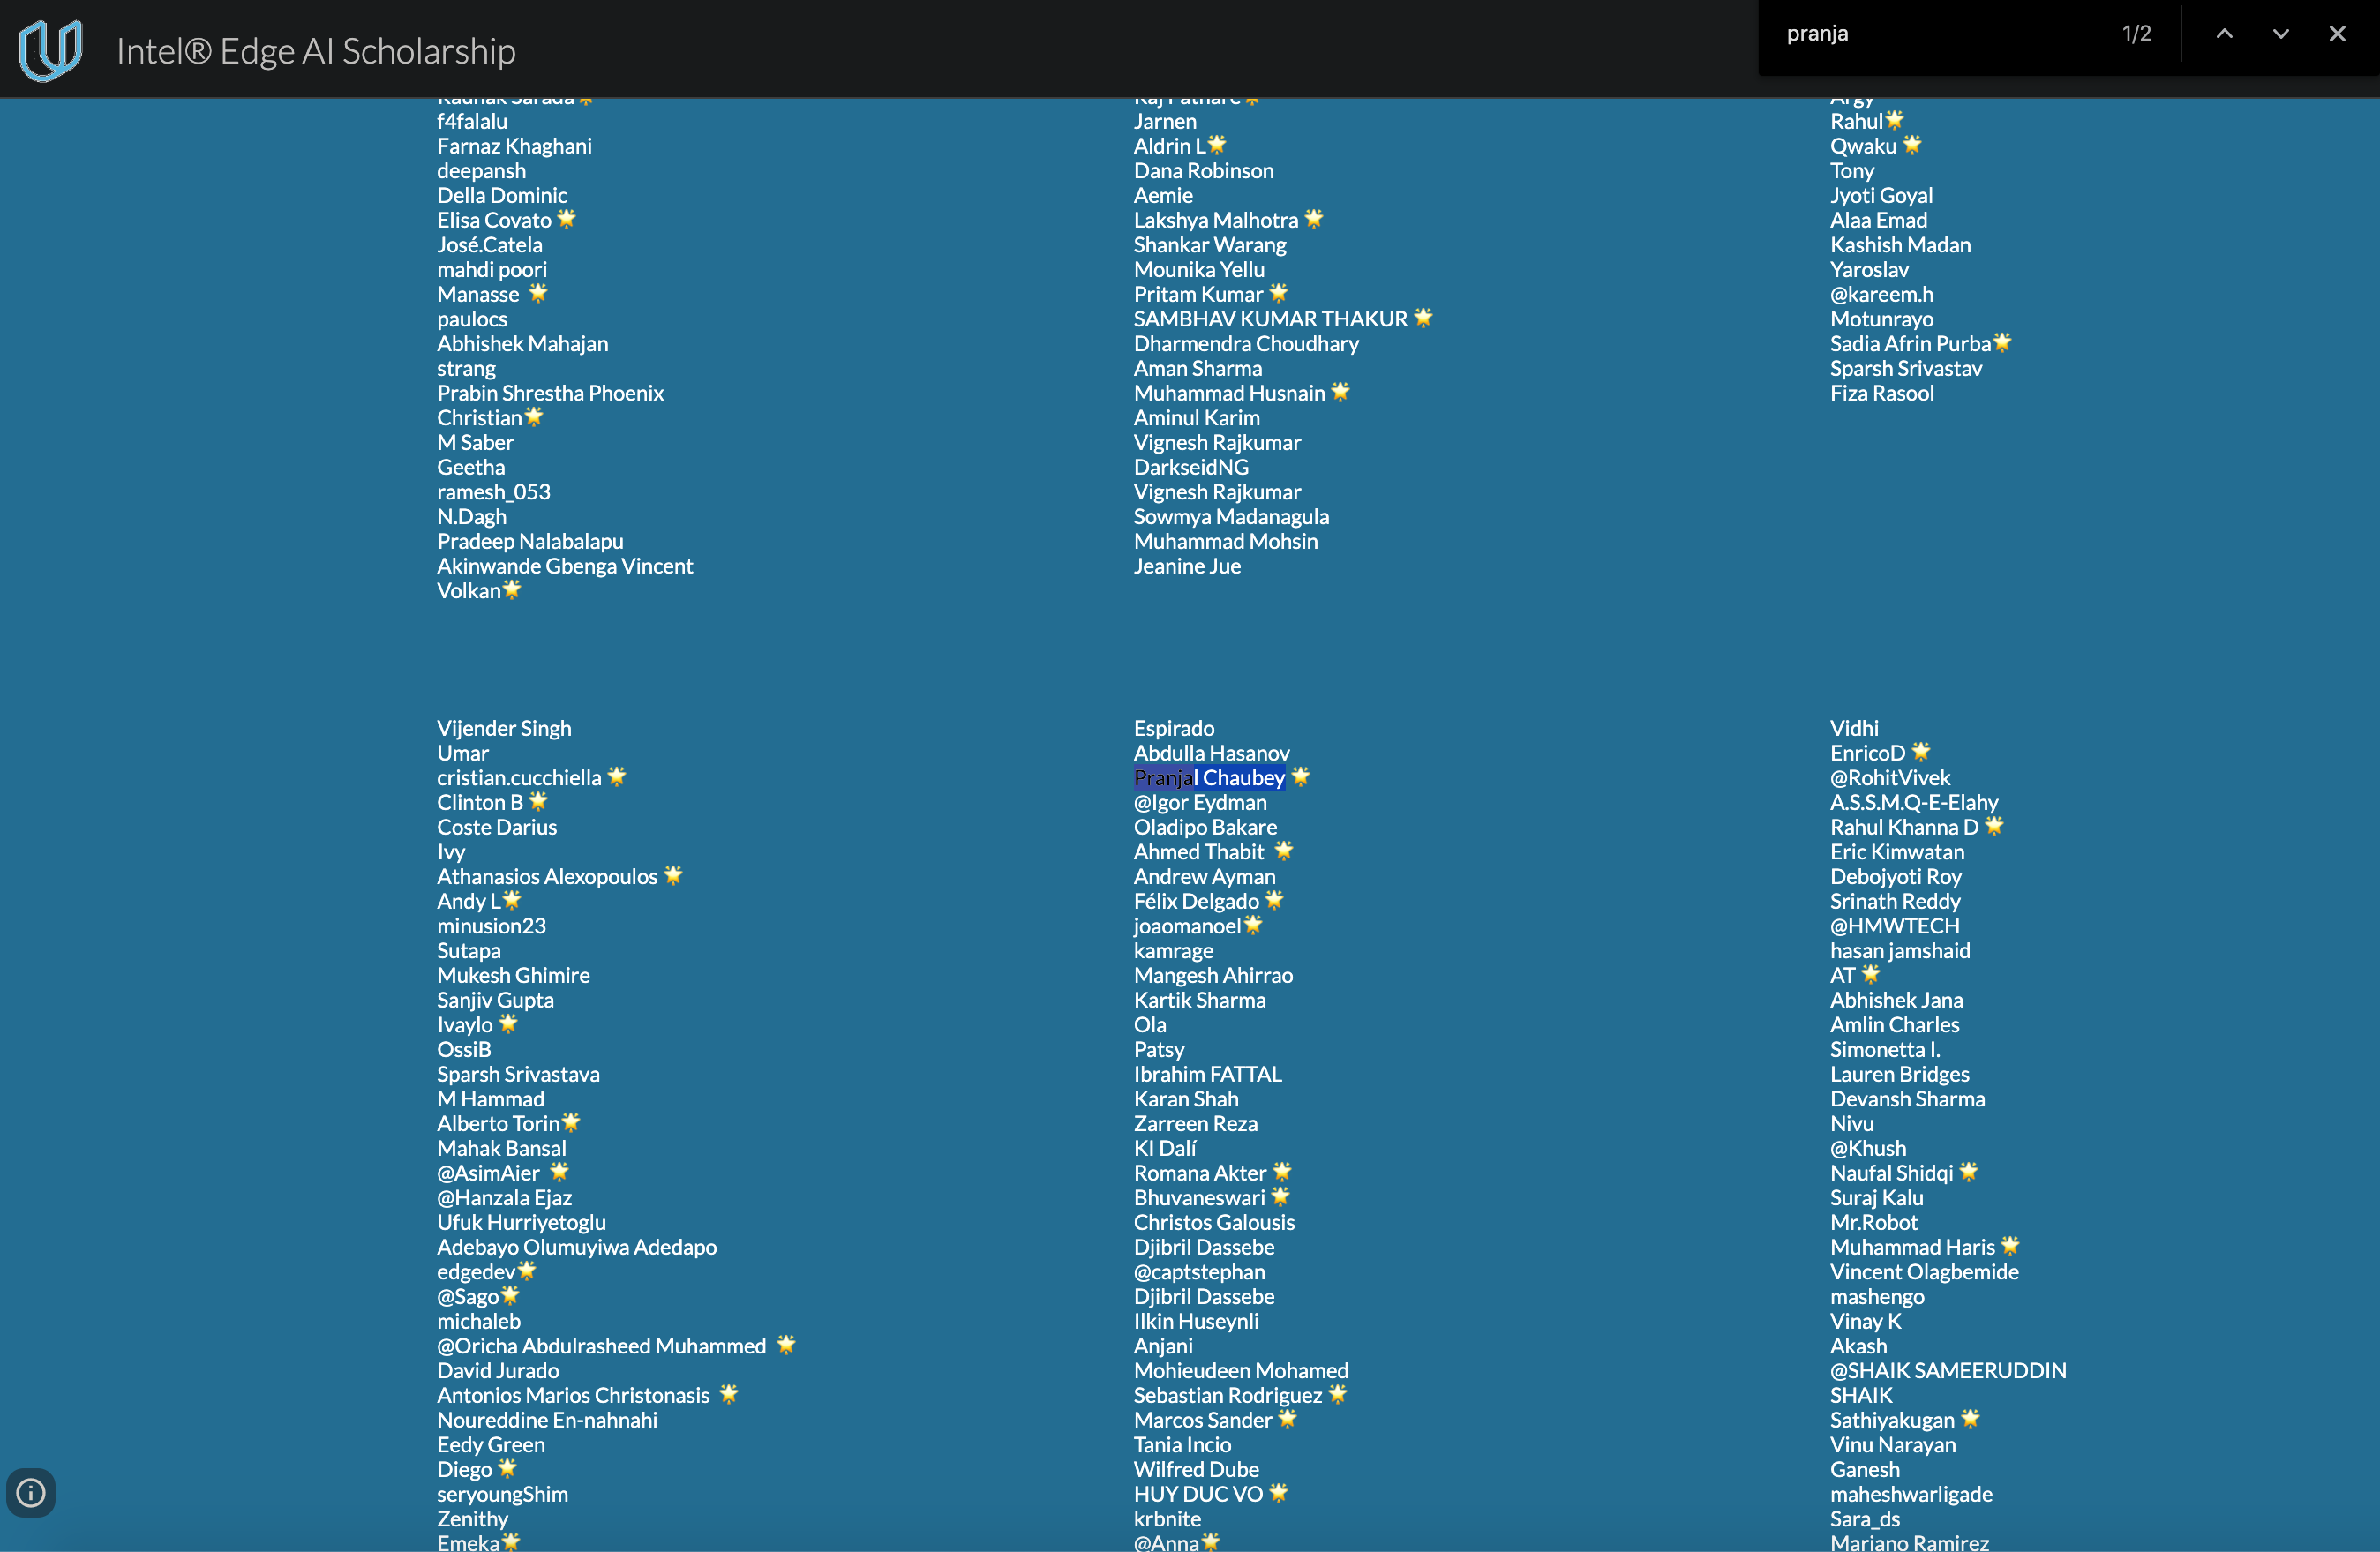 Intel® Edge AI Scholarship
pranja
1/2
Raunak Sarada🌟
f4falalu
Farnaz Khaghani
deepansh
Della Dominic
Elisa Covato 🌟
José.Catela
mahdi poori
Manasse 🌟
paulocs
Abhishek Mahajan
strang
Prabin Shrestha Phoenix
Christian🌟
M Saber
Geetha
ramesh_053
N.Dagh
Pradeep Nalabalapu
Akinwande Gbenga Vincent
Volkan🌟
Raj Patharc🌟
Jarnen
Aldrin L🌟
Dana Robinson
Aemie
Lakshya Malhotra 🌟
Shankar Warang
Mounika Yellu
Pritam Kumar 🌟
SAMBHAV KUMAR THAKUR 🌟
Dharmendra Choudhary
Aman Sharma
Muhammad Husnain 🌟
Aminul Karim
Vignesh Rajkumar
DarkseidNG
Vignesh Rajkumar
Sowmya Madanagula
Muhammad Mohsin
Jeanine Jue
Argy
Rahul🌟
Qwaku 🌟
Tony
Jyoti Goyal
Alaa Emad
Kashish Madan
Yaroslav
@kareem.h
Motunrayo
Sadia Afrin Purba🌟
Sparsh Srivastav
Fiza Rasool
Vijender Singh
Umar
cristian.cucchiella 🌟
Clinton B 🌟
Coste Darius
Ivy
Athanasios Alexopoulos 🌟
Andy L🌟
minusion23
Sutapa
Mukesh Ghimire
Sanjiv Gupta
Ivaylo 🌟
OssiB
Sparsh Srivastava
M Hammad
Alberto Torin🌟
Mahak Bansal
@AsimAier 🌟
@Hanzala Ejaz
Ufuk Hurriyetoglu
Adebayo Olumuyiwa Adedapo
edgedev🌟
@Sago🌟
michaleb
@Oricha Abdulrasheed Muhammed 🌟
David Jurado
Antonios Marios Christonasis 🌟
Noureddine En-nahnahi
Eedy Green
Diego 🌟
seryoungShim
Zenithy
Emeka🌟
Espirado
Abdulla Hasanov
Pranjal Chaubey 🌟
@Igor Eydman
Oladipo Bakare
Ahmed Thabit 🌟
Andrew Ayman
Félix Delgado 🌟
joaomanoel🌟
kamrage
Mangesh Ahirrao
Kartik Sharma
Ola
Patsy
Ibrahim FATTAL
Karan Shah
Zarreen Reza
KI Dalí
Romana Akter 🌟
Bhuvaneswari 🌟
Christos Galousis
Djibril Dassebe
@captstephan
Djibril Dassebe
Ilkin Huseynli
Anjani
Mohieudeen Mohamed
Sebastian Rodriguez 🌟
Marcos Sander 🌟
Tania Incio
Wilfred Dube
HUY DUC VO 🌟
krbnite
@Anna🌟
Vidhi
EnricoD 🌟
@RohitVivek
A.S.S.M.Q-E-Elahy
Rahul Khanna D 🌟
Eric Kimwatan
Debojyoti Roy
Srinath Reddy
@HMWTECH
hasan jamshaid
AT 🌟
Abhishek Jana
Amlin Charles
Simonetta I.
Lauren Bridges
Devansh Sharma
Nivu
@Khush
Naufal Shidqi 🌟
Suraj Kalu
Mr.Robot
Muhammad Haris 🌟
Vincent Olagbemide
mashengo
Vinay K
Akash
@SHAIK SAMEERUDDIN
SHAIK
Sathiyakugan 🌟
Vinu Narayan
Ganesh
maheshwarligade
Sara_ds
Mariano Ramirez